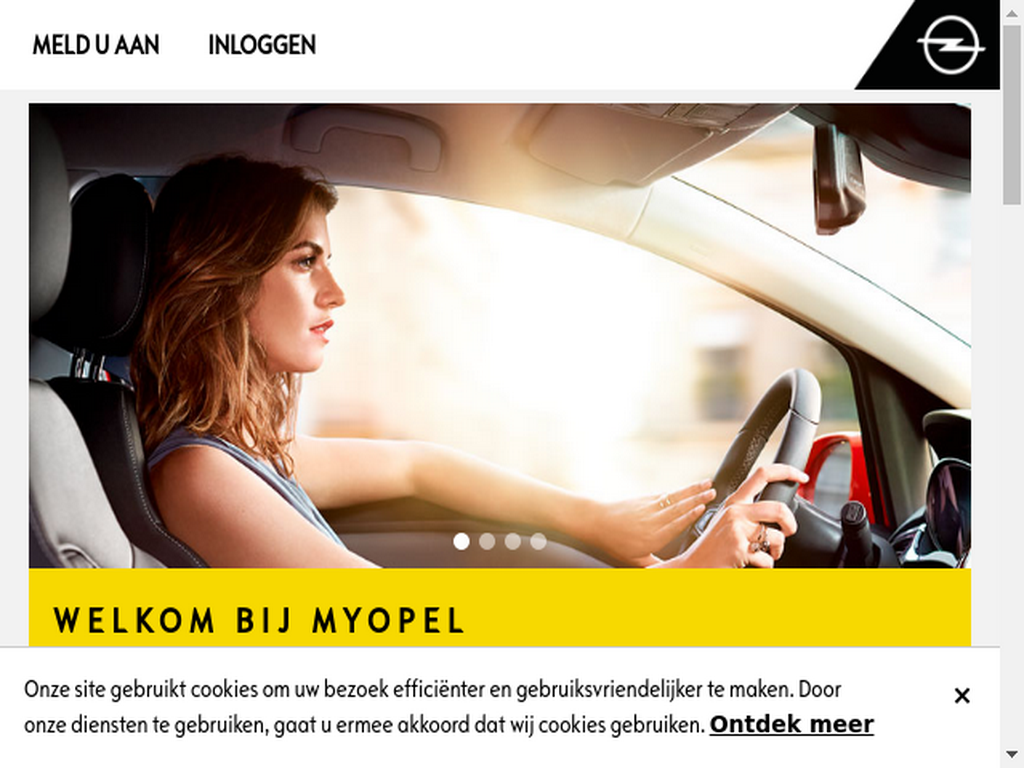 MELD U AAN
INLOGGEN
WELKOM BIJ MYOPEL
Onze site gebruikt cookies om uw bezoek efficiënter en gebruiksvriendelijker te maken. Door
onze diensten te gebruiken, gaat u ermee akkoord dat wij cookies gebruiken. Ontdek meer